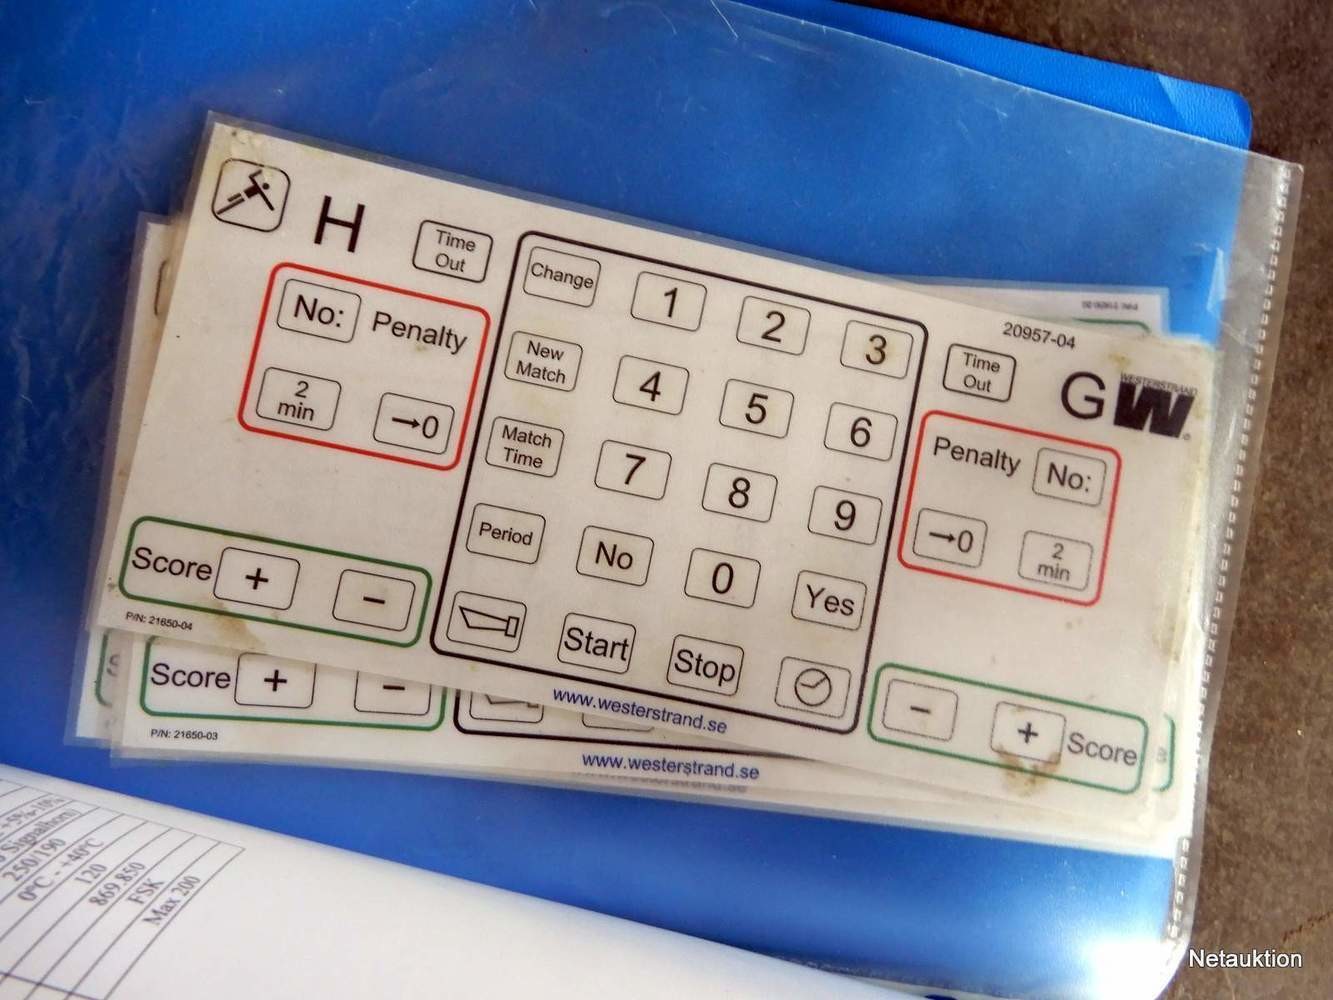 H
Time
Out
No:
Penalty
2
min
→0
Score
+
-
P/N: 21650-04
Change
1
2
3
New
Match
4
5
6
Match
Time
7
8
9
Period
No
0
Yes
Start
Stop
www.westerstrand.se
20957-04
Time
Out
G
WESTERSTRAND
W
Penalty
No:
→0
2
min
-
+
Score
Score
+
-
P/N: 21650-03
www.westerstrand.se
250/190
0°C - +40°C
120
869.850
FSK
Max 200
Netauktion